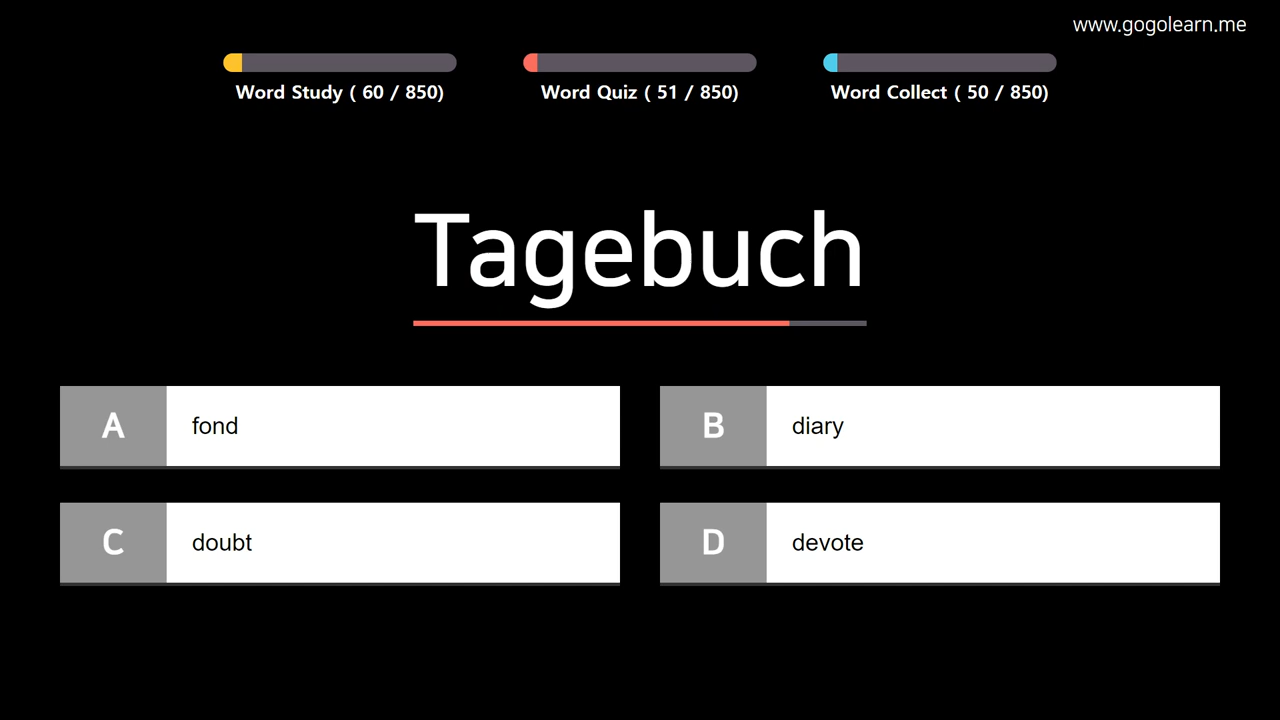 www.gogolearn.me
Word Study ( 60 / 850)
Word Quiz ( 51 / 850)
Word Collect ( 50 / 850)
Tagebuch
A fond
B diary
C doubt
D devote